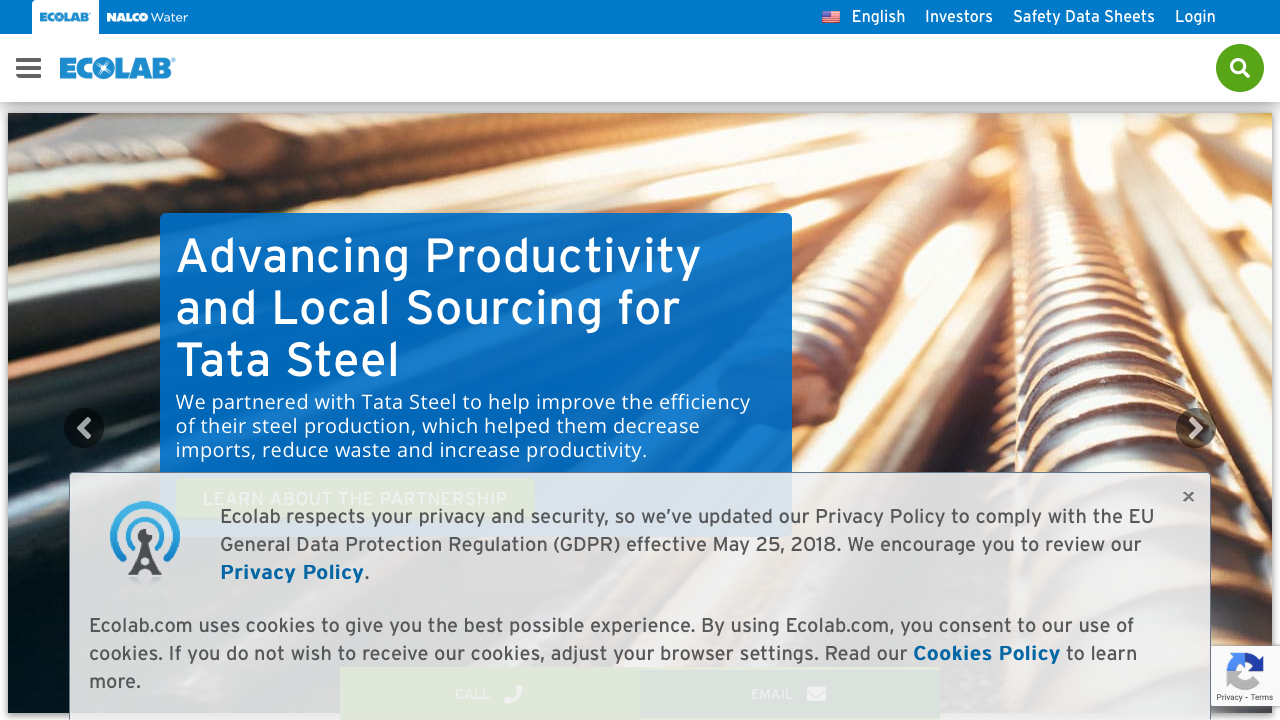 ECOLAB
NALCO Water
English
Investors
Safety Data Sheets
Login
ECOLAB
Advancing Productivity
and Local Sourcing for
Tata Steel
We partnered with Tata Steel to help improve the efficiency
of their steel production, which helped them decrease
imports, reduce waste and increase productivity.
LEARN ABOUT THE PARTNERSHIP
Ecolab respects your privacy and security, so we’ve updated our Privacy Policy to comply with the EU
General Data Protection Regulation (GDPR) effective May 25, 2018. We encourage you to review our
Privacy Policy.
Ecolab.com uses cookies to give you the best possible experience. By using Ecolab.com, you consent to our use of
cookies. If you do not wish to receive our cookies, adjust your browser settings. Read our Cookies Policy to learn
more.
CALL
EMAIL
Privacy - Terms